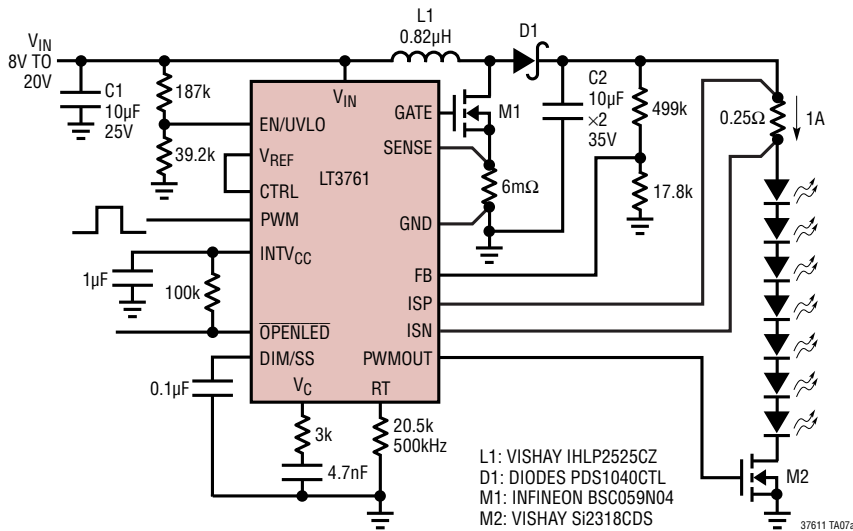 L1
0.82µH
D1
VIN
8V TO
20V
C1
10µF
25V
187k
39.2k
VIN
EN/UVLO
VREF
CTRL
PWM
INTVCC
OPENLED
DIM/SS
VC
RT
LT3761
GATE
SENSE
GND
FB
ISP
ISN
PWMOUT
M1
6mΩ
C2
10µF
×2
35V
499k
17.8k
0.25Ω
1A
1µF
100k
0.1µF
3k
4.7nF
20.5k
500kHz
M2
L1: VISHAY IHLP2525CZ
D1: DIODES PDS1040CTL
M1: INFINEON BSC059N04
M2: VISHAY Si2318CDS
37611 TA07a